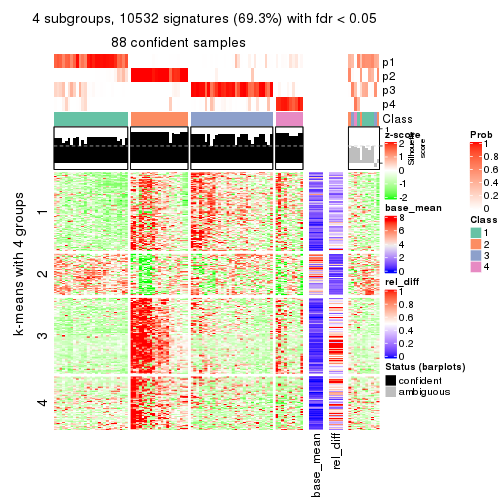 4 subgroups, 10532 signatures (69.3%) with fdr < 0.05
88 confident samples
p1
p2
p3
p4
Class
1
0.5
Silhouette score
k-means with 4 groups
1
2
3
4
base_mean
rel_diff
z-score
2
1
0
-1
-2
base_mean
8
6
4
2
0
rel_diff
1
0.8
0.6
0.4
0.2
0
Status (barplots)
confident
ambiguous
Prob
1
0.8
0.6
0.4
0.2
0
Class
1
2
3
4